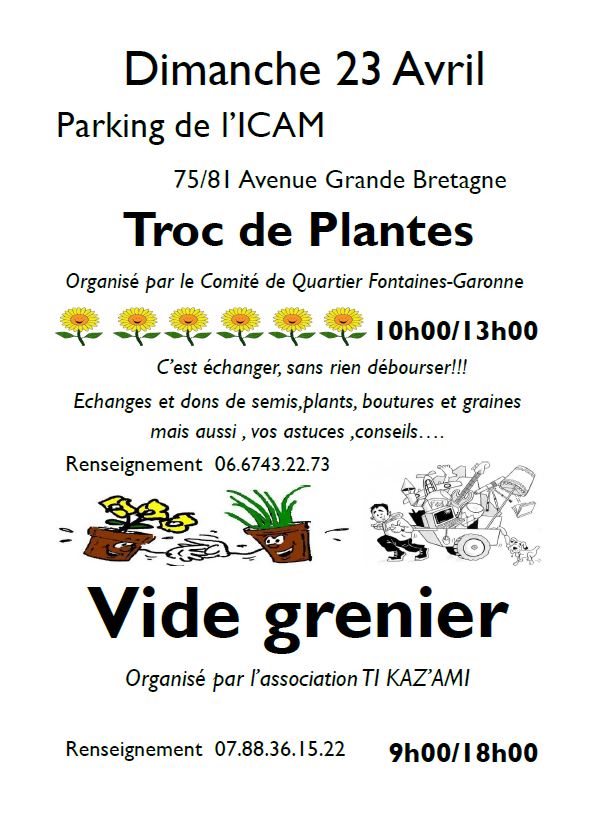 Dimanche 23 Avril
Parking de l'ICAM
75/81 Avenue Grande Bretagne
Troc de Plantes
Organisé par le Comité de Quartier Fontaines-Garonne
10h00/13h00
C'est échanger, sans rien débourser!!!
Echanges et dons de semis,plants, boutures et graines
mais aussi , vos astuces ,conseils….
Renseignement 06.6743.22.73
Vide grenier
Organisé par l'association TI KAZ'AMI
Renseignement 07.88.36.15.22
9h00/18h00